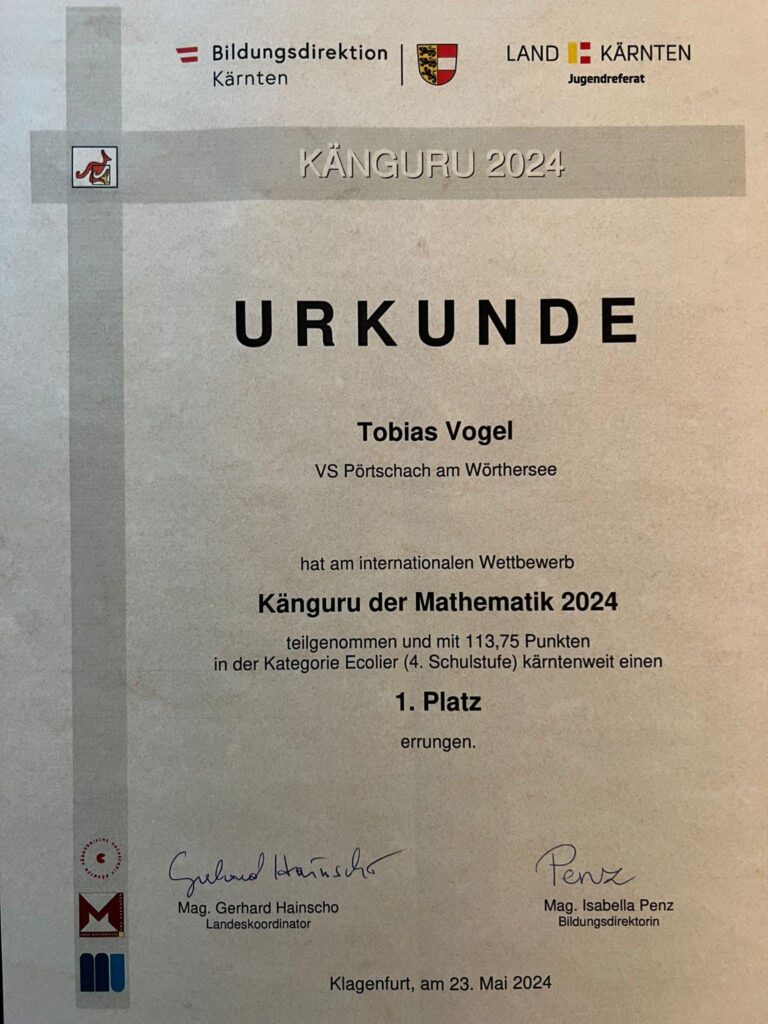 Bildungsdirektion
Kärnten
LAND KÄRNTEN
Jugendreferat
KÄNGURU 2024
URKUNDE
Tobias Vogel
VS Pörtschach am Wörthersee
hat am internationalen Wettbewerb
Känguru der Mathematik 2024
teilgenommen und mit 113,75 Punkten
in der Kategorie Ecolier (4. Schulstufe) kärntenweit einen
1. Platz
errungen.
Gerhard Hainscho
Penz
Mag. Gerhard Hainscho
Landeskoordinator
Mag. Isabella Penz
Bildungsdirektorin
Klagenfurt, am 23. Mai 2024